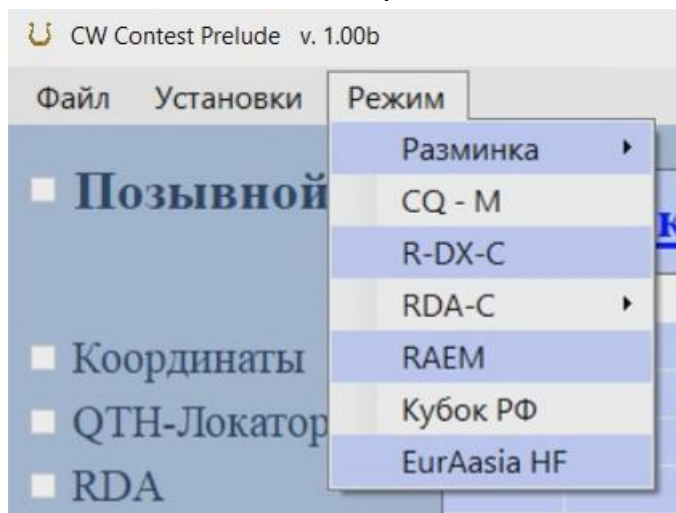 CW Contest Prelude v. 1.00b
Файл Установки Режим
Разминка
Позывной
CQ - M
R-DX-C
RDA-C
Координаты
RAEM
QTH-Локатор
Кубок РФ
RDA
EurAasia HF